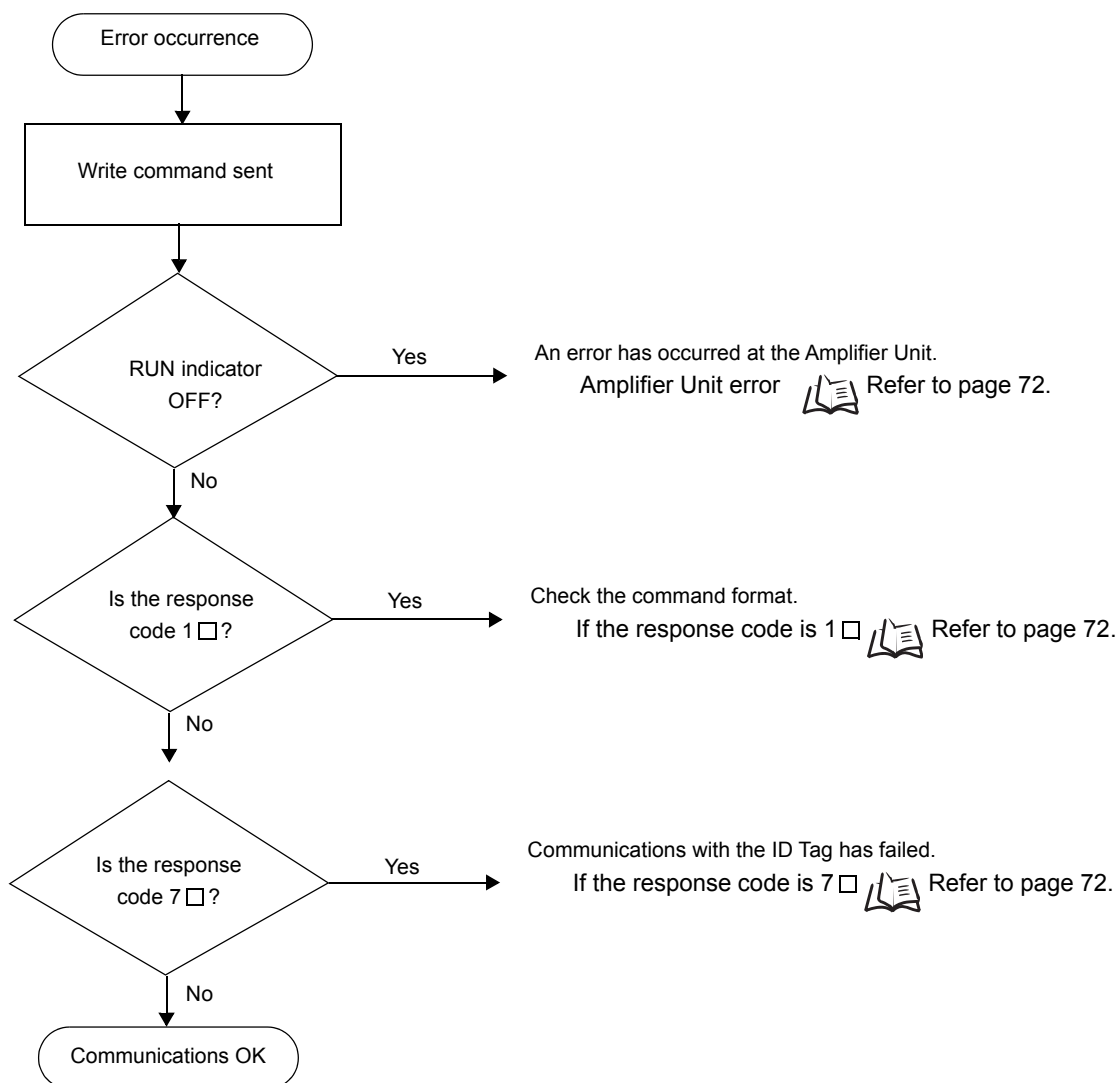 Error occurrence
Write command sent
RUN indicator
OFF?
Yes
An error has occurred at the Amplifier Unit.
Amplifier Unit error Refer to page 72.
No
Is the response
code 1□?
Yes
Check the command format.
If the response code is 1□ Refer to page 72.
No
Is the response
code 7□?
Yes
Communications with the ID Tag has failed.
If the response code is 7□ Refer to page 72.
No
Communications OK